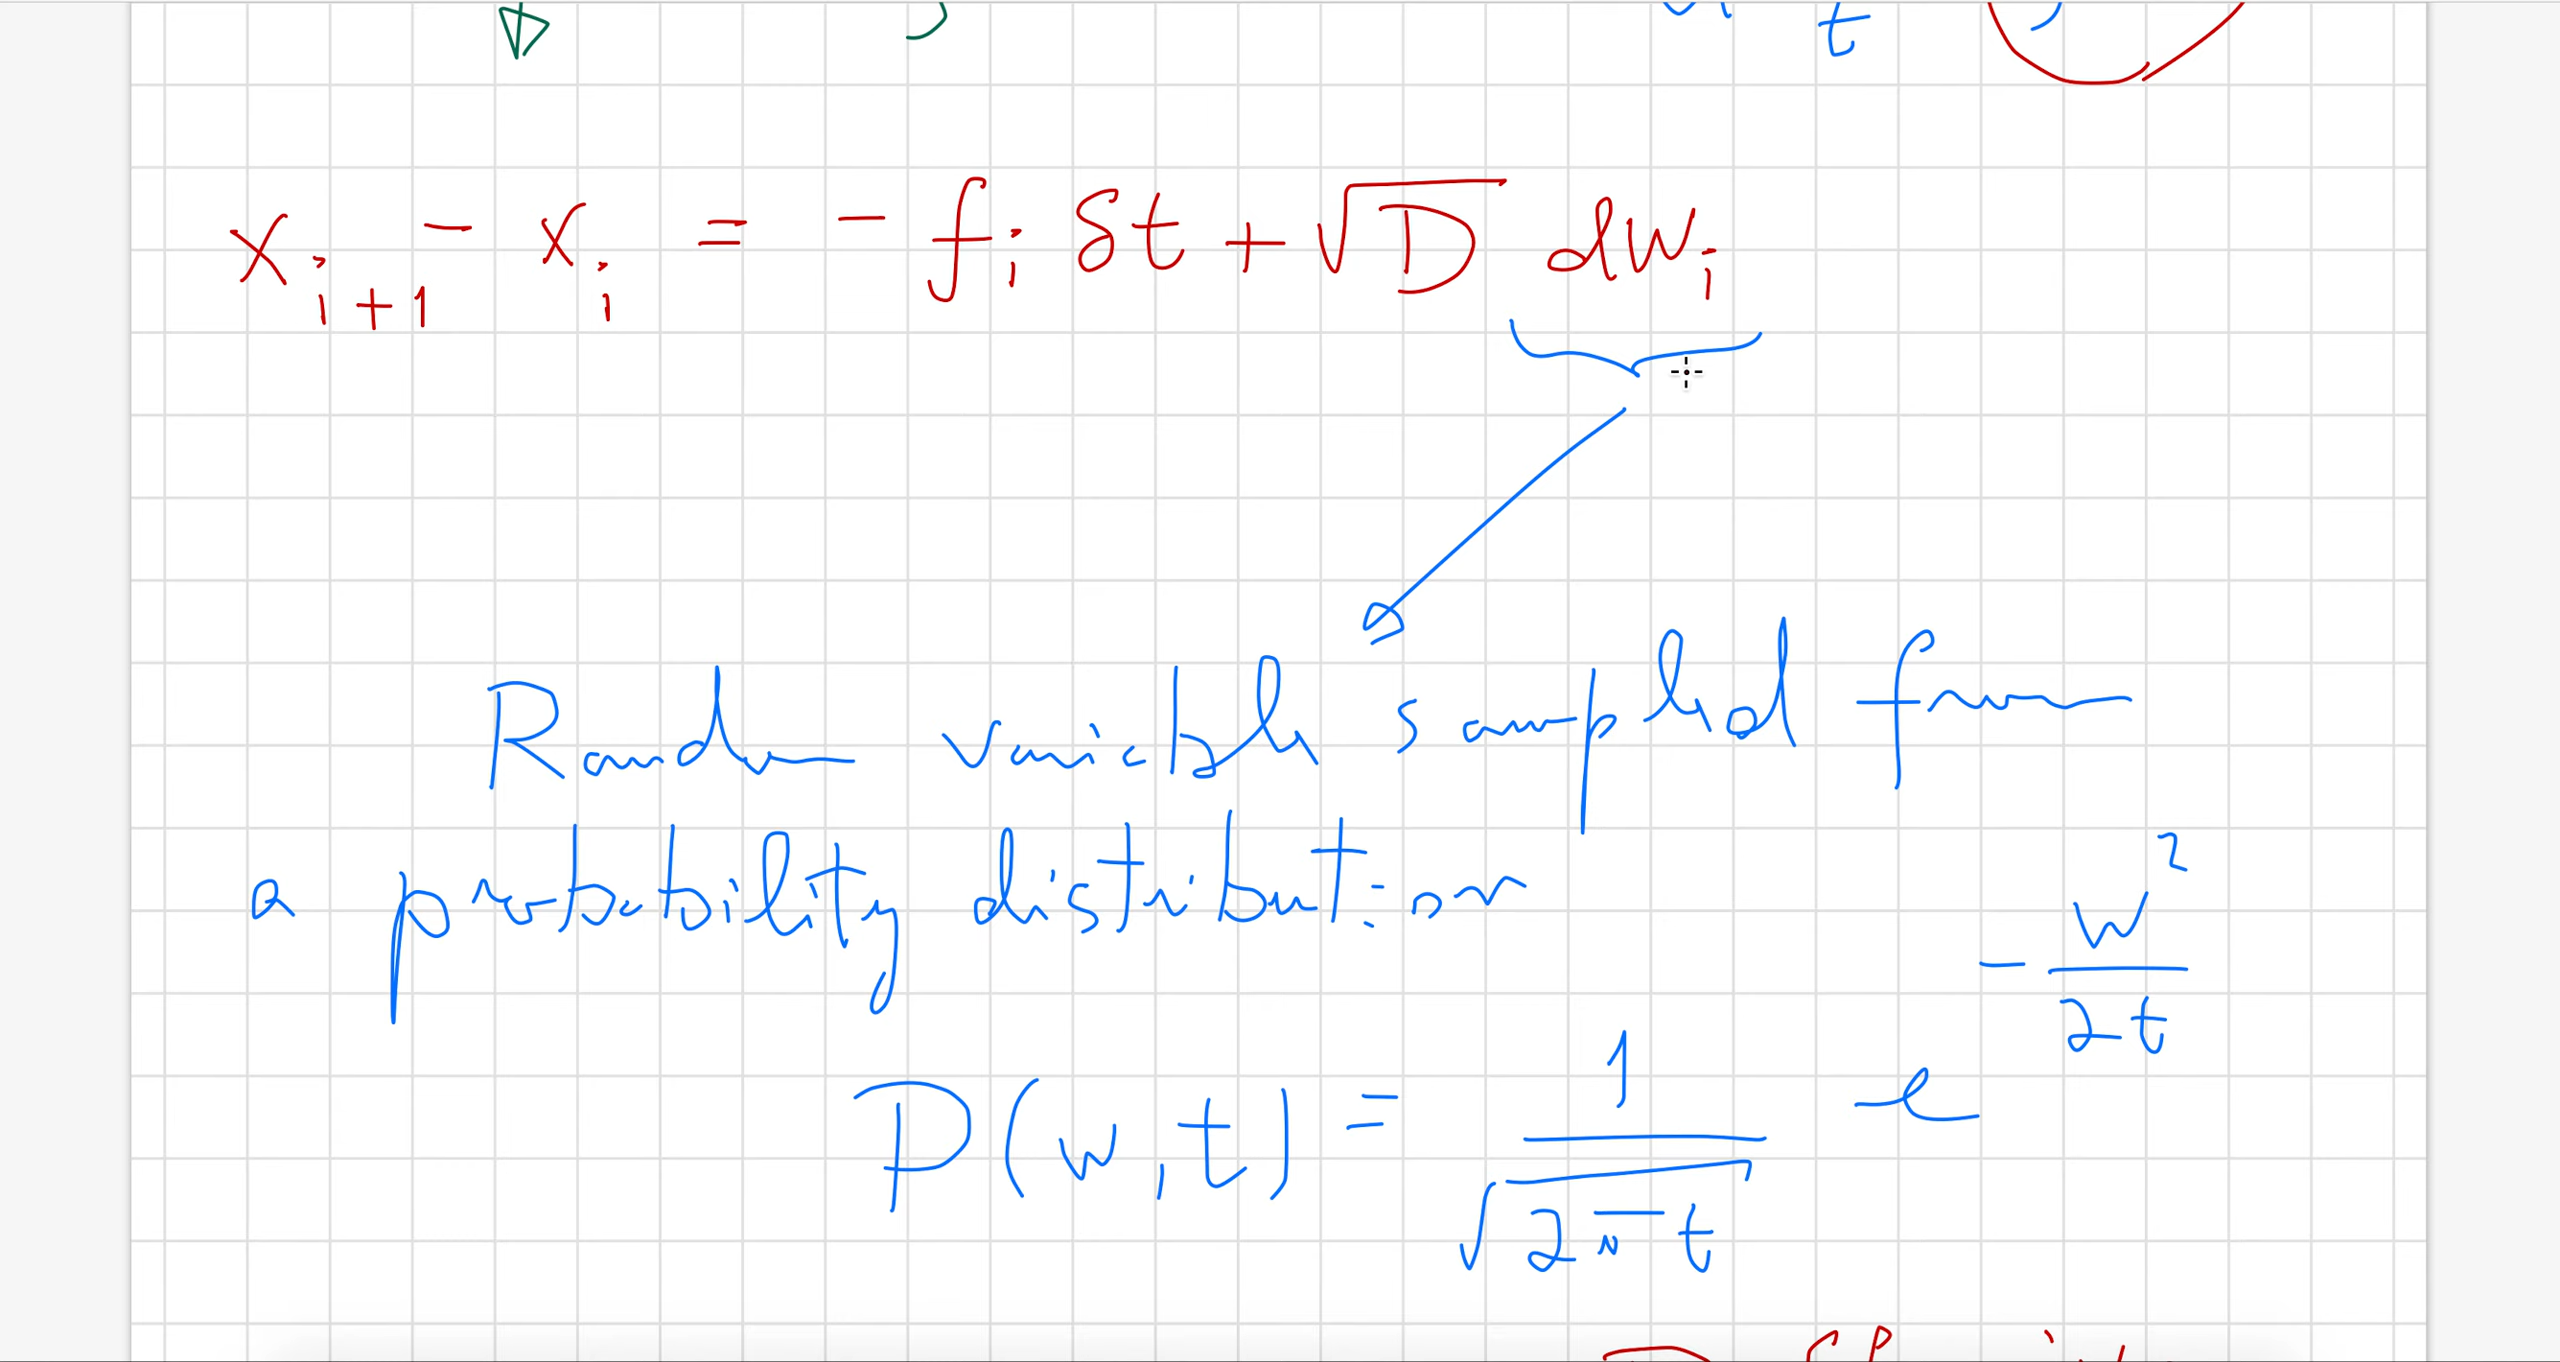 t
x_{i+1} - x_i = - f_i δt + √D dW_i
Random variable sampled from
a probability distribution
P(w,t) = 1/√(2πt) e^{-w²/2t}